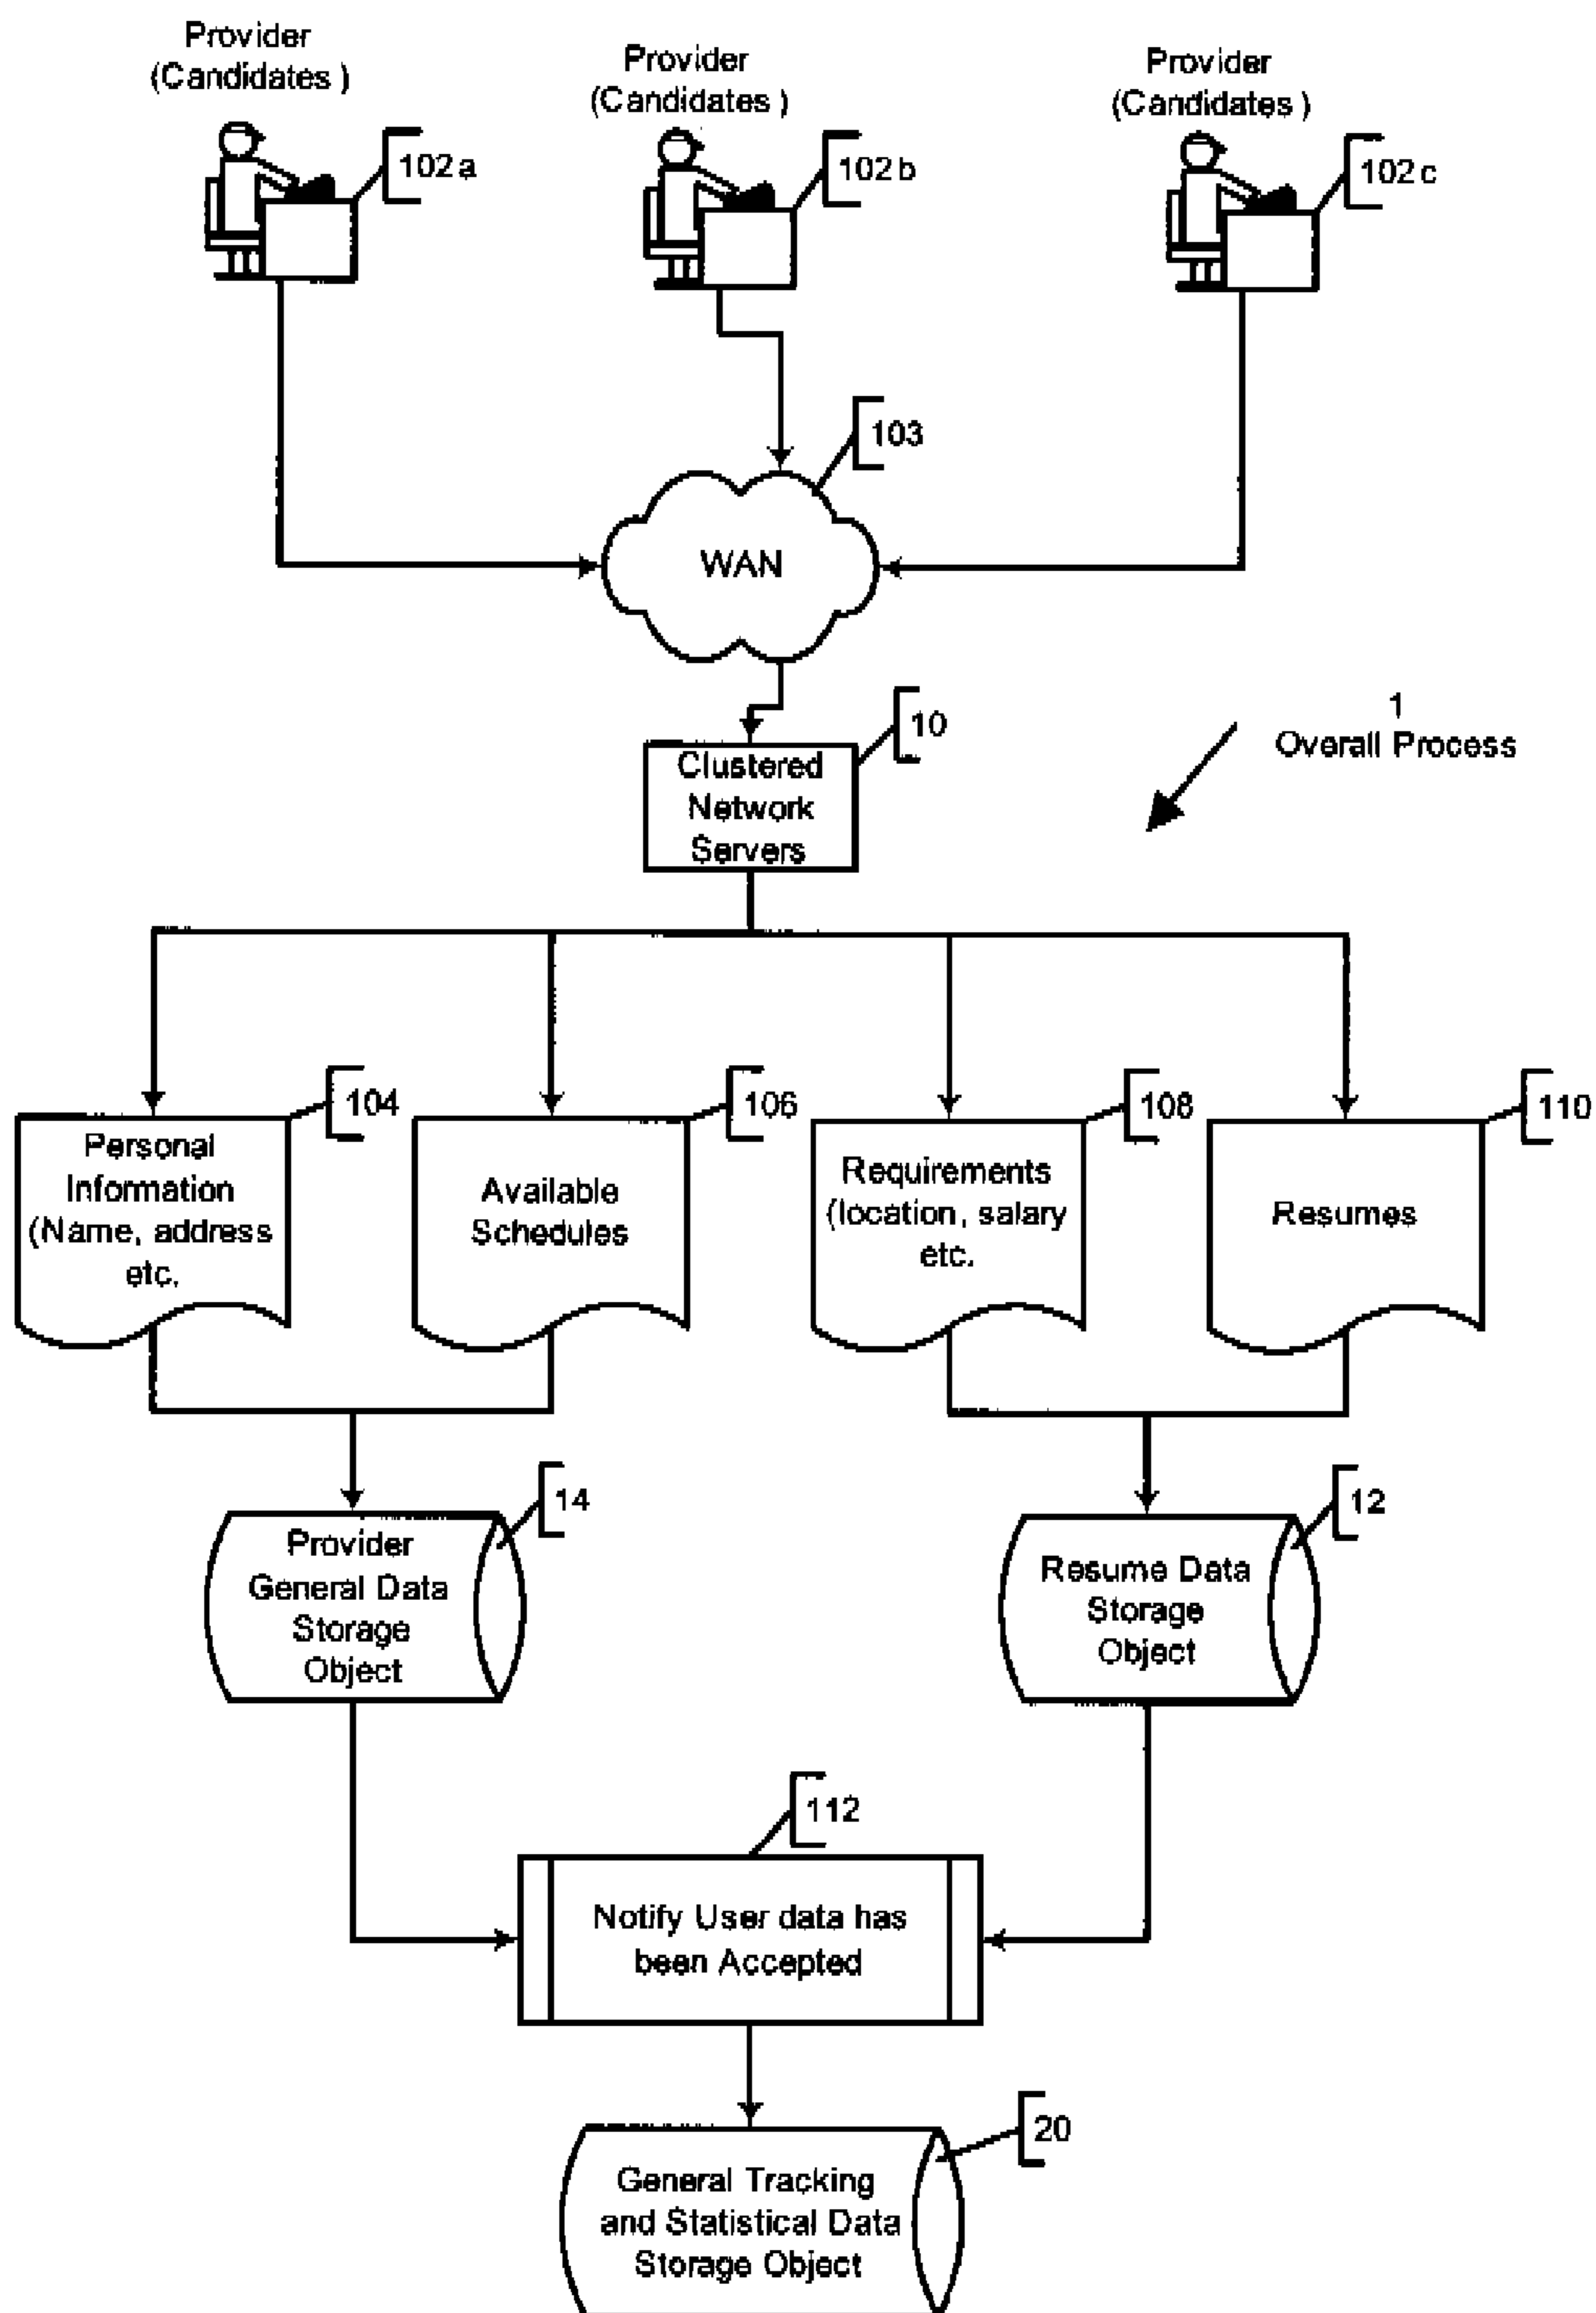 Provider
(Candidates )
Provider
(Candidates )
Provider
(Candidates )
102a
102b
102c
103
WAN
10
Clustered
Network
Servers
1
Overall Process
104
106
108
110
Personal
Information
(Name, address
etc.
Available
Schedules
Requirements
(location, salary
etc.
Resumes
14
12
Provider
General Data
Storage
Object
Resume Data
Storage
Object
112
Notify User data has
been Accepted
20
General Tracking
and Statistical Data
Storage Object